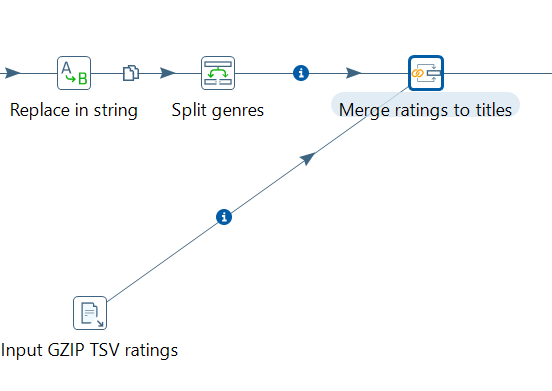 A
B
i
Replace in string
Split genres
Merge ratings to titles
i
Input GZIP TSV ratings